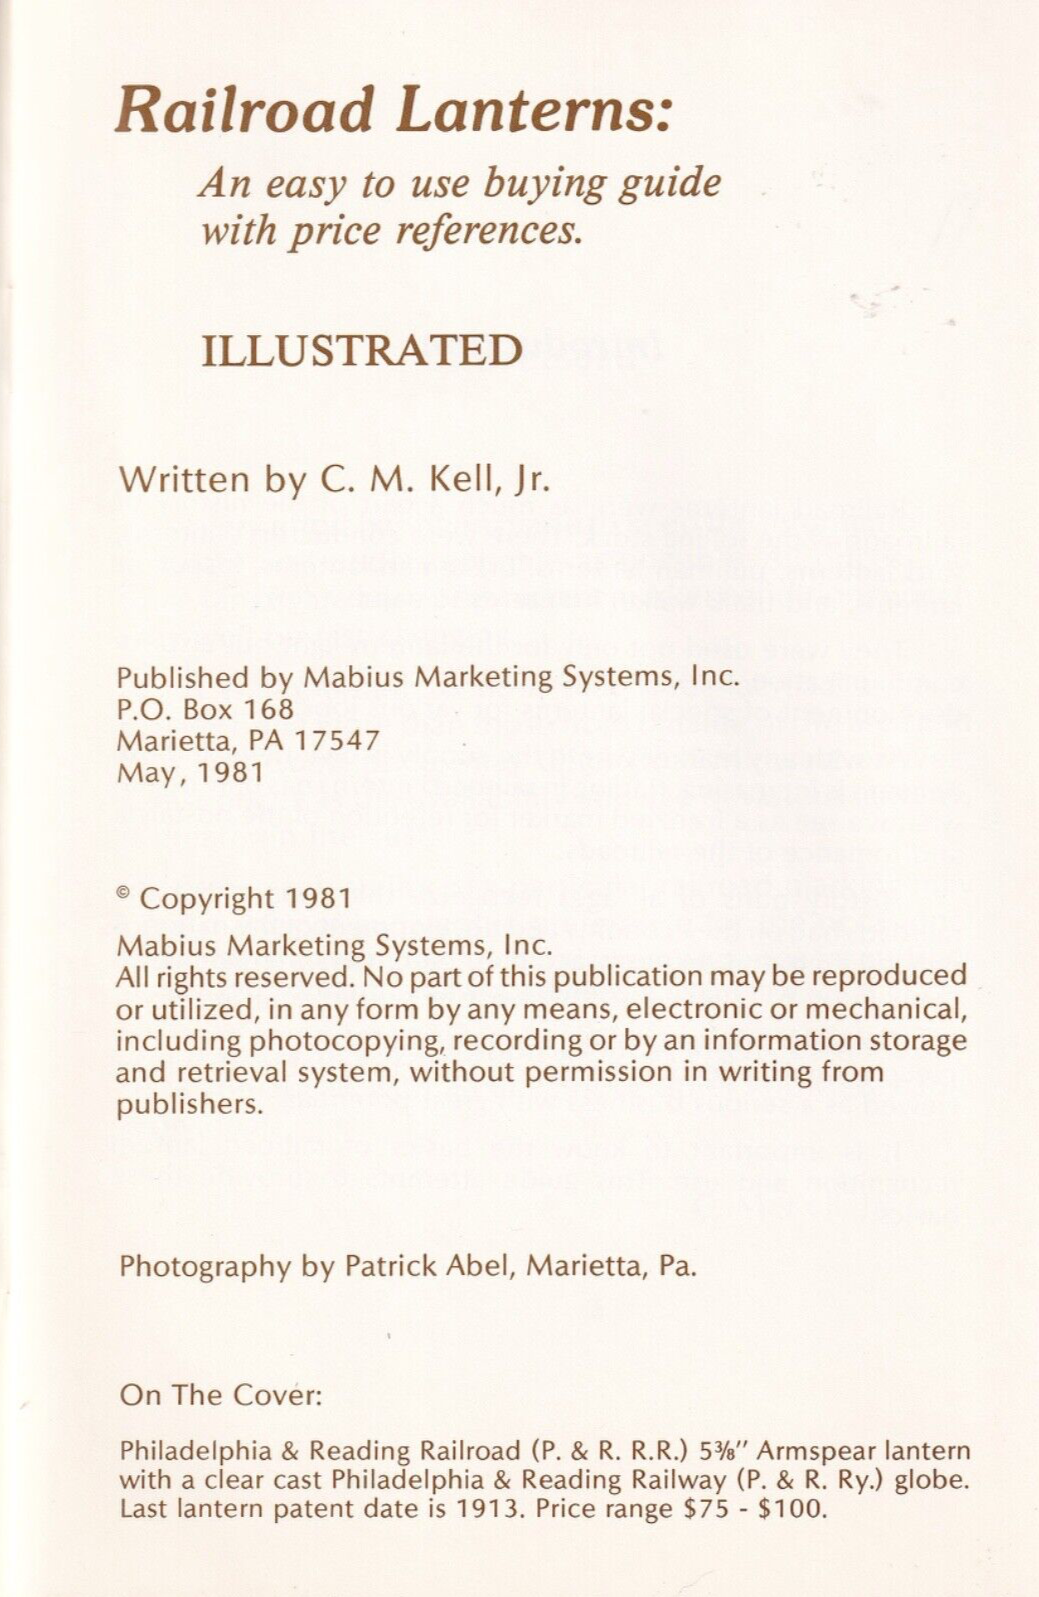 Railroad Lanterns:
An easy to use buying guide
with price references.
ILLUSTRATED
Written by C. M. Kell, Jr.
Published by Mabius Marketing Systems, Inc.
P.O. Box 168
Marietta, PA 17547
May, 1981
© Copyright 1981
Mabius Marketing Systems, Inc.
All rights reserved. No part of this publication may be reproduced
or utilized, in any form by any means, electronic or mechanical,
including photocopying, recording or by an information storage
and retrieval system, without permission in writing from
publishers.
Photography by Patrick Abel, Marietta, Pa.
On The Cover:
Philadelphia & Reading Railroad (P. & R. R.R.) 5⅜" Armspear lantern
with a clear cast Philadelphia & Reading Railway (P. & R. Ry.) globe.
Last lantern patent date is 1913. Price range $75 - $100.